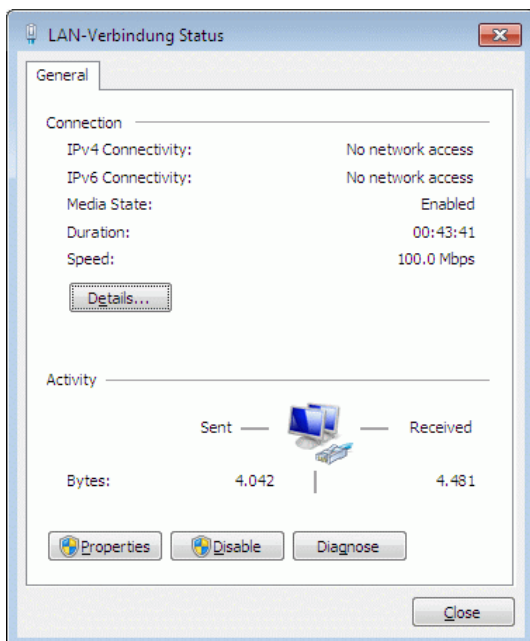 LAN-Verbindung Status
General
Connection
IPv4 Connectivity: No network access
IPv6 Connectivity: No network access
Media State: Enabled
Duration: 00:43:41
Speed: 100.0 Mbps
Details...
Activity
Sent Received
Bytes: 4.042 4.481
Properties Disable Diagnose
Close